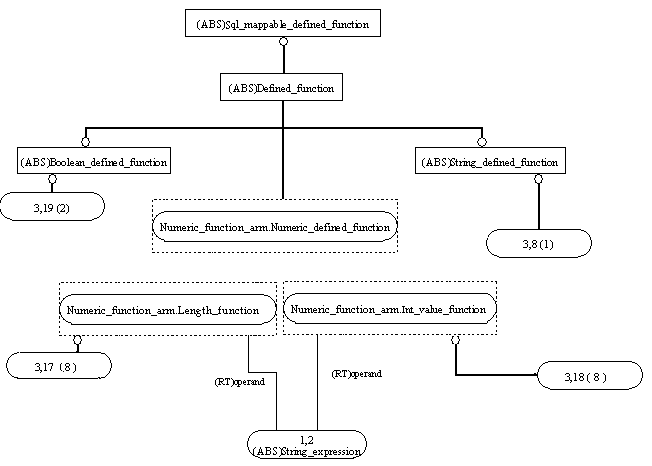 (ABS)Sql_mappable_defined_function
(ABS)Defined_function
(ABS)Boolean_defined_function
(ABS)String_defined_function
3,19 (2)
Numeric_function_arm.Numeric_defined_function
3,8 (1)
Numeric_function_arm.Length_function
Numeric_function_arm.Int_value_function
3,17 (8)
(RT)operand
(RT)operand
3,18 ( 8 )
1,2
(ABS)String_expression